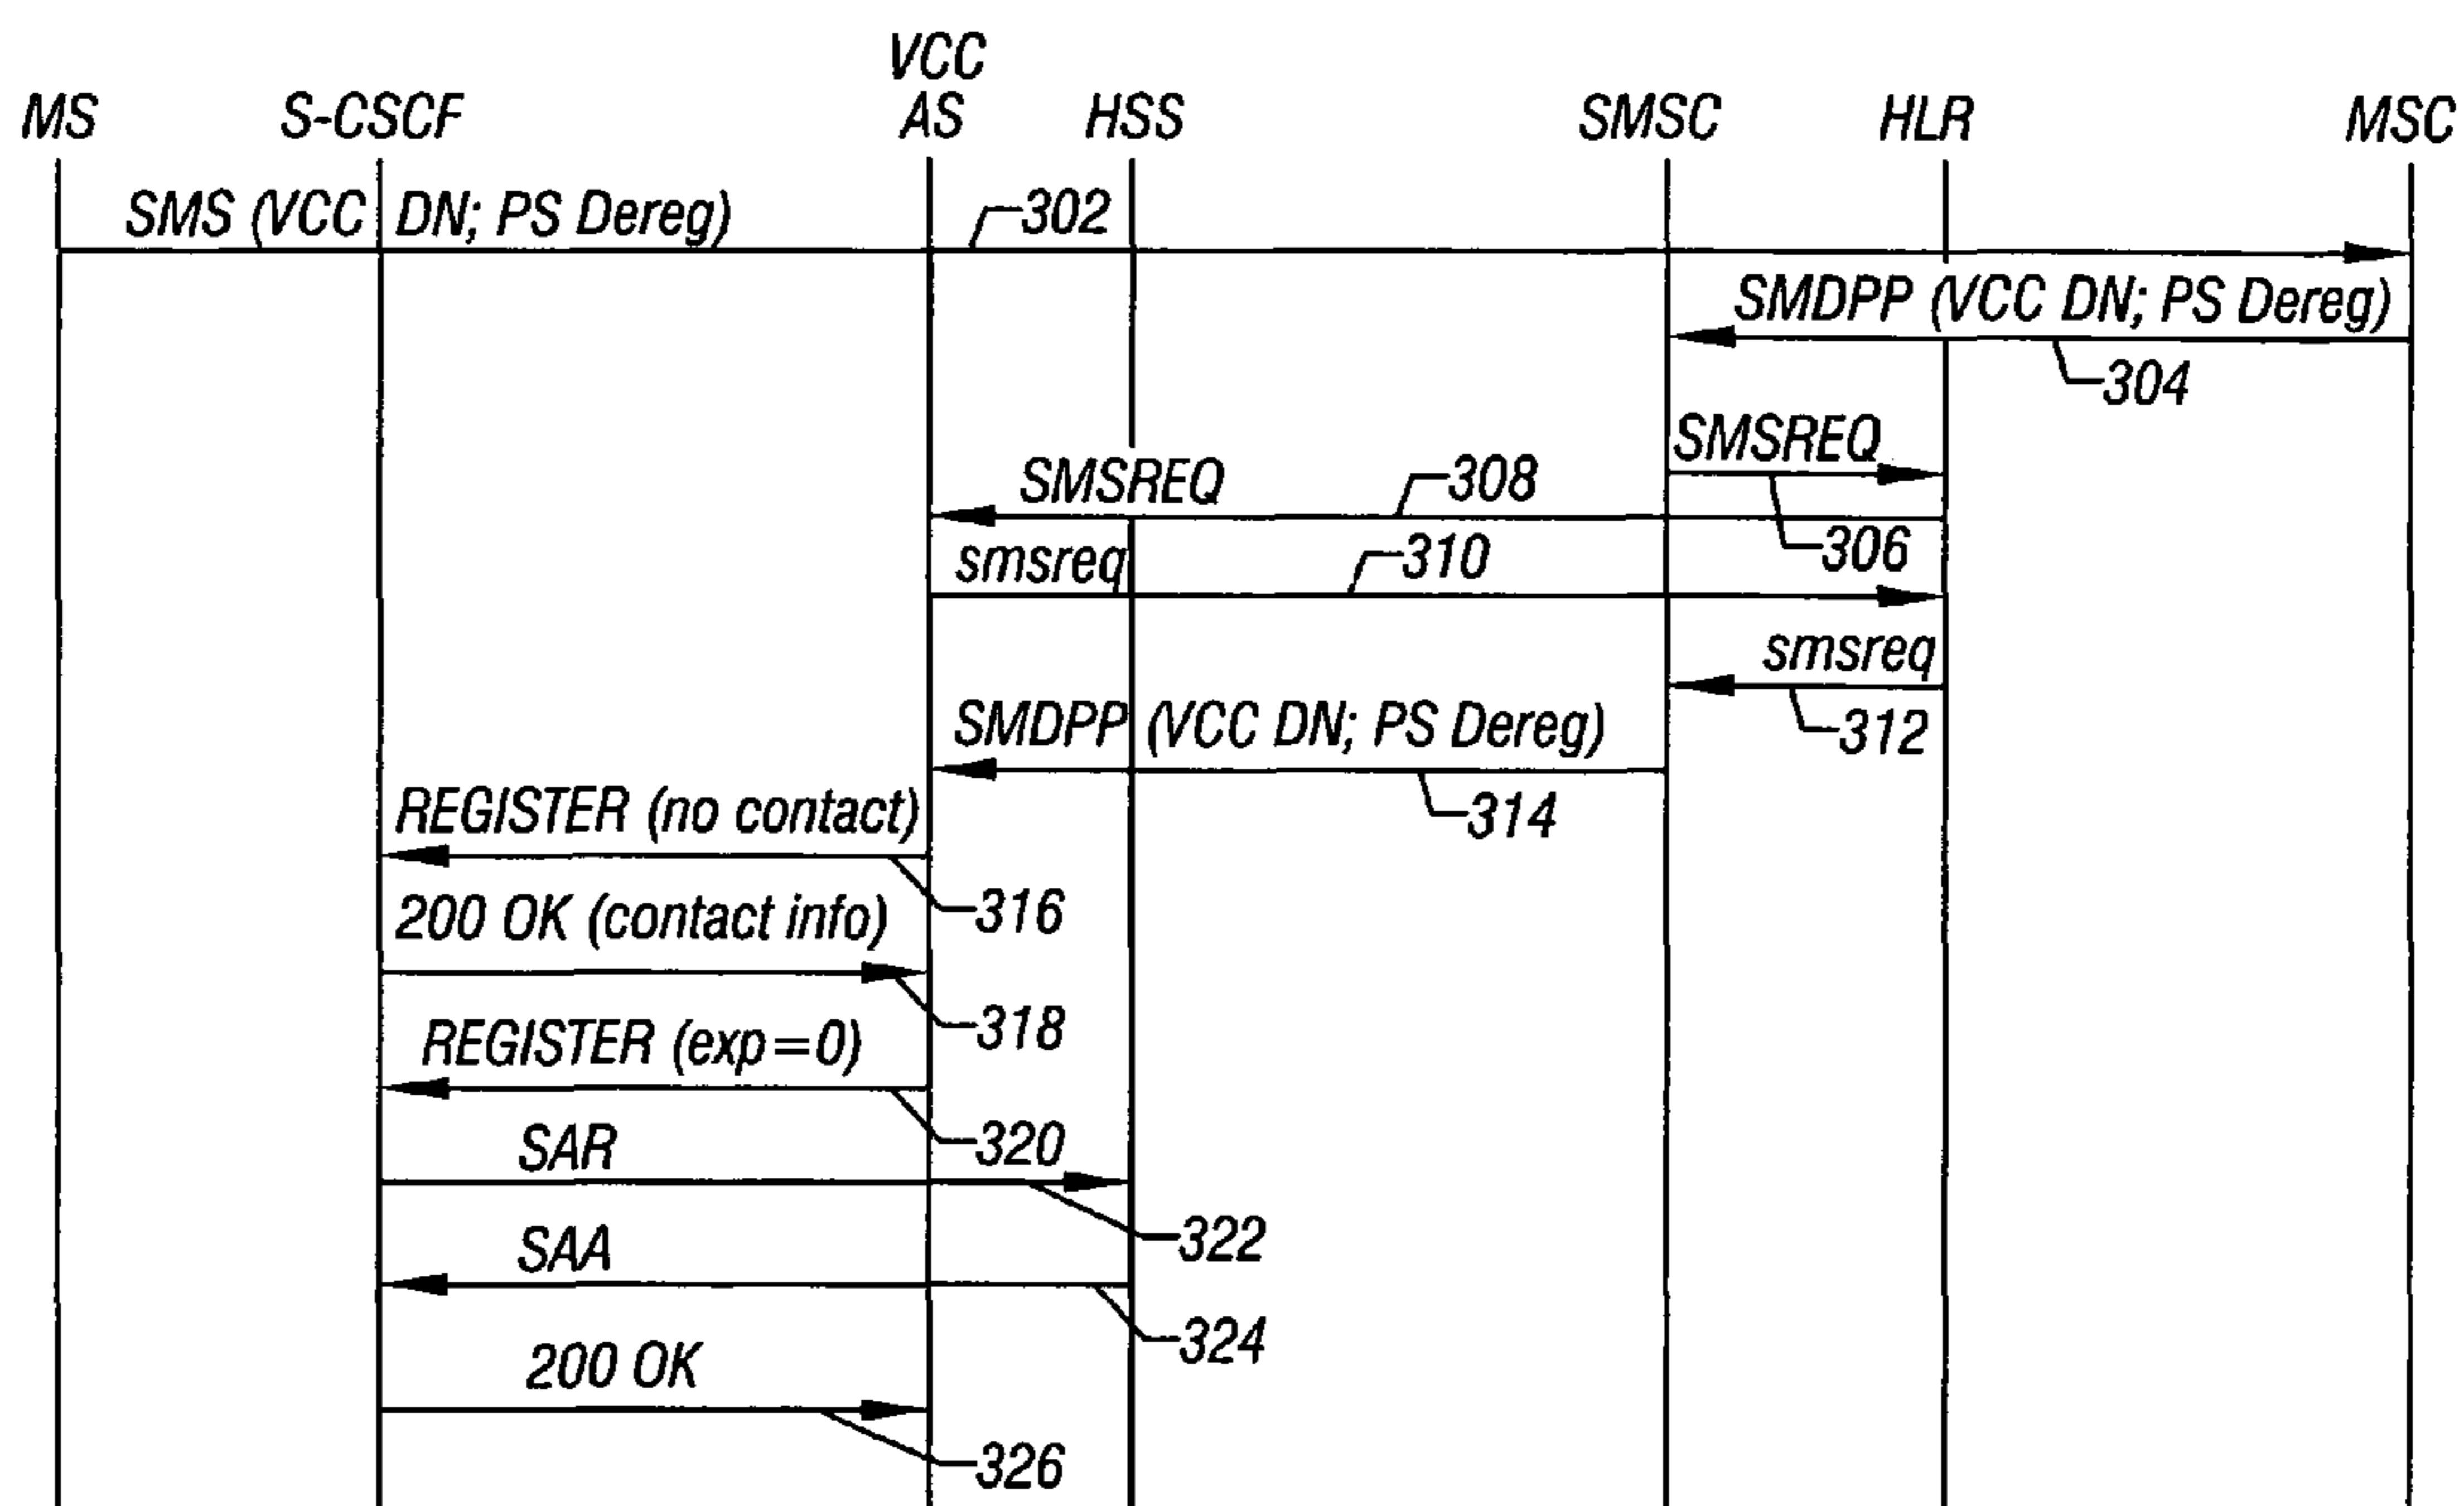 VCC
MS S-CSCF AS HSS SMSC HLR MSC
SMS (VCC DN; PS Dereg) 302
SMDPP (VCC DN; PS Dereg)
304
SMSREQ
SMSREQ 308
306
smsreq 310
smsreq
312
SMDPP (VCC DN; PS Dereg)
314
REGISTER (no contact)
316
200 OK (contact info)
318
REGISTER (exp=0)
320
SAR
322
SAA
324
200 OK
326